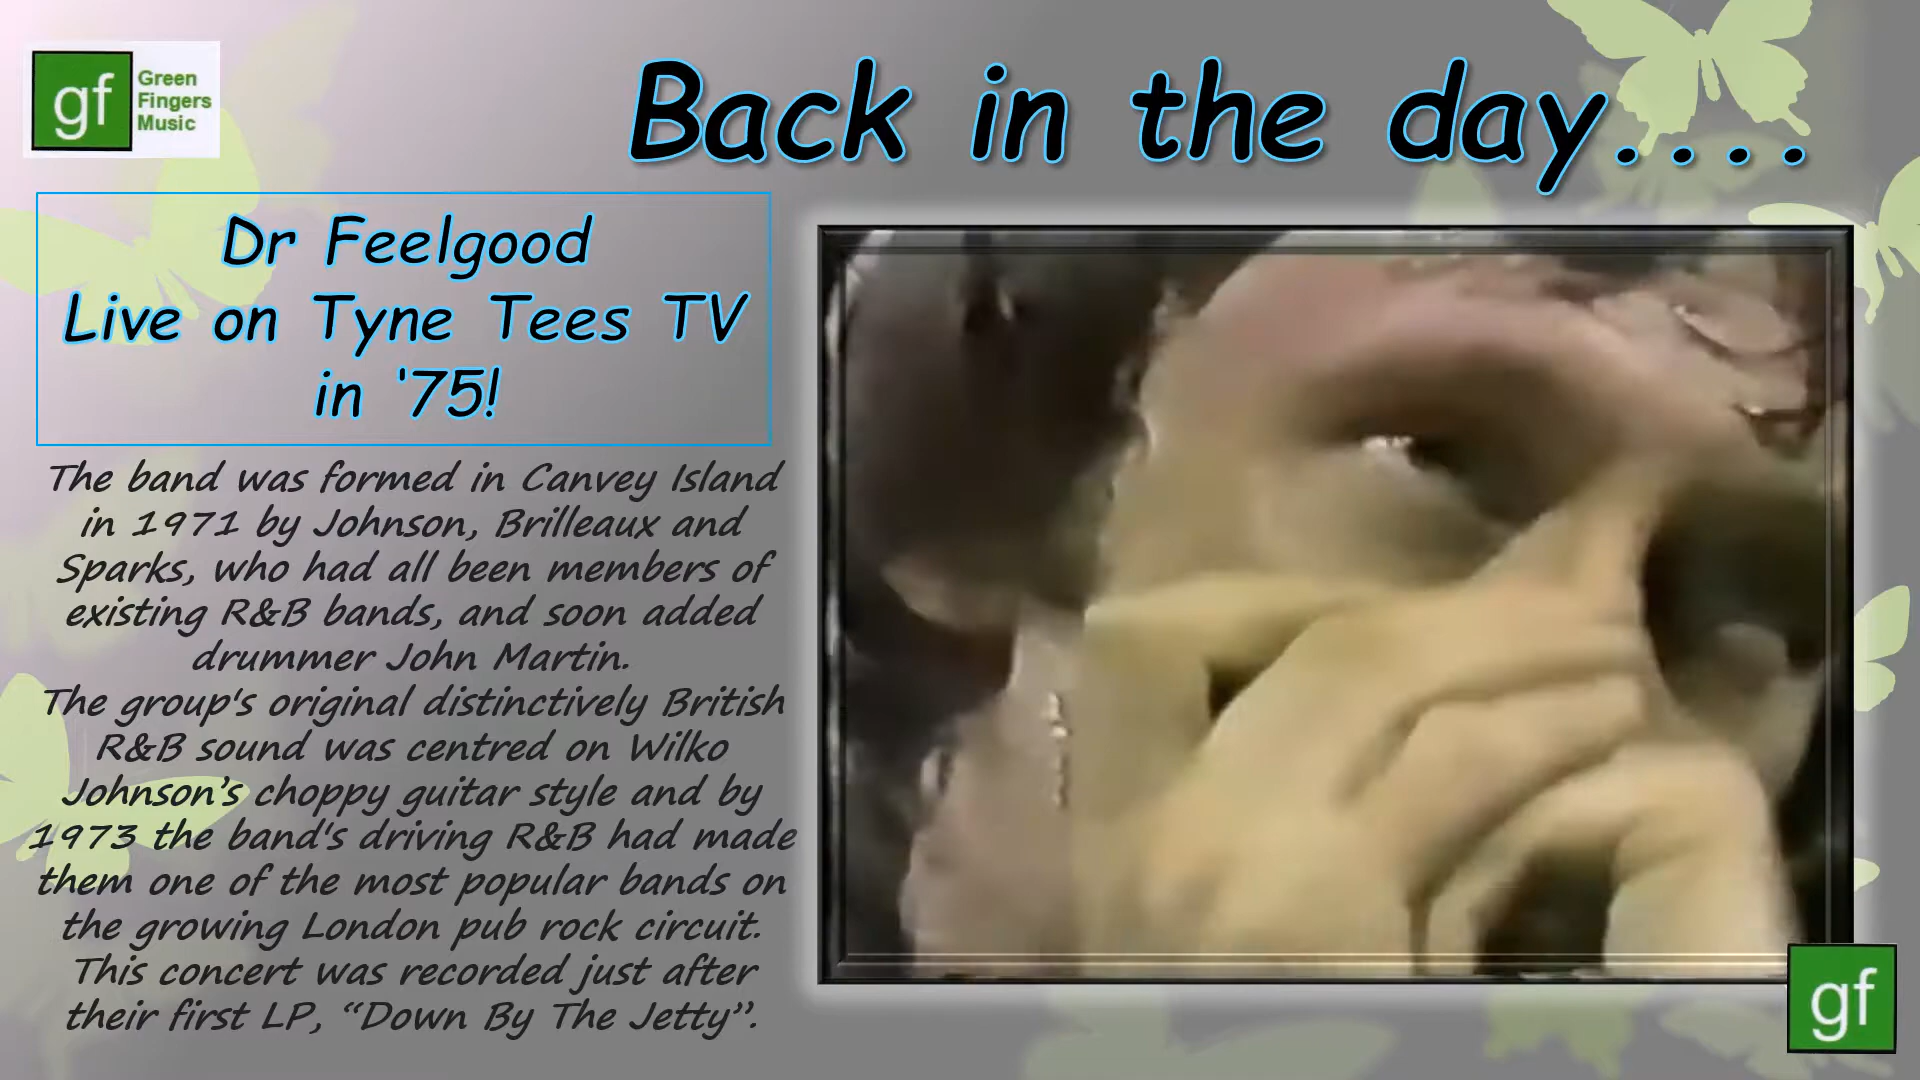 gf
Green
Fingers
Music
Back in the day....
Dr Feelgood
Live on Tyne Tees TV
in '75!
The band was formed in Canvey Island
in 1971 by Johnson, Brilleaux and
Sparks, who had all been members of
existing R&B bands, and soon added
drummer John Martin.
The group's original distinctively British
R&B sound was centred on Wilko
Johnson’s choppy guitar style and by
1973 the band's driving R&B had made
them one of the most popular bands on
the growing London pub rock circuit.
This concert was recorded just after
their first LP, “Down By The Jetty”.
gf